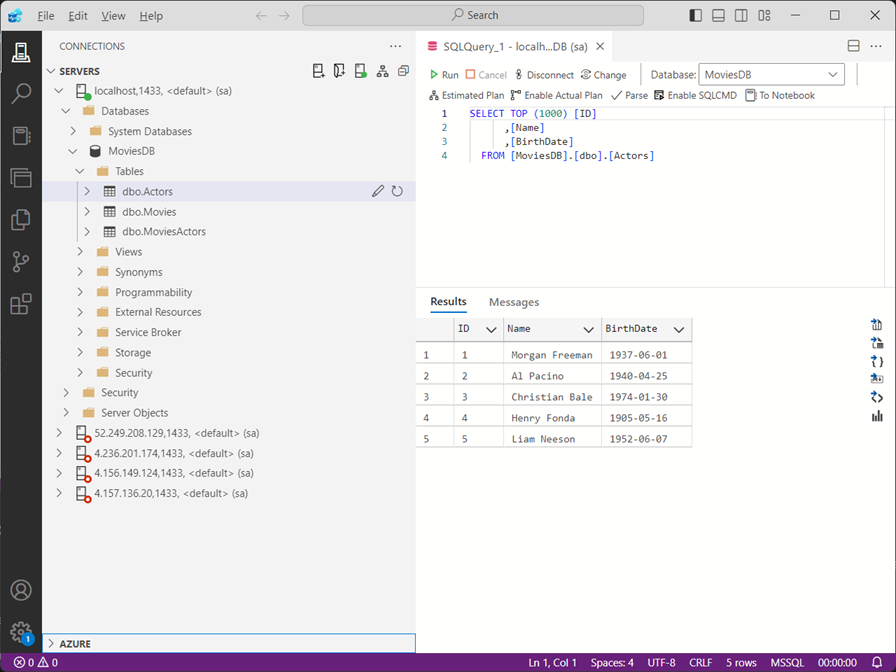 File Edit View Help Search
CONNECTIONS
SERVERS
localhost,1433, <default> (sa)
Databases
System Databases
MoviesDB
Tables
dbo.Actors
dbo.Movies
dbo.MoviesActors
Views
Synonyms
Programmability
External Resources
Service Broker
Storage
Security
Security
Server Objects
52.249.208.129,1433, <default> (sa)
4.236.201.174,1433, <default> (sa)
4.156.149.124,1433, <default> (sa)
4.157.136.20,1433, <default> (sa)
AZURE
1
SQLQuery_1 - localh...DB (sa)
Run Cancel Disconnect Change Database: MoviesDB
Estimated Plan Enable Actual Plan Parse Enable SQLCMD To Notebook
1 SELECT TOP (1000) [ID]
2 ,[Name]
3 ,[BirthDate]
4 FROM [MoviesDB].[dbo].[Actors]
Results Messages
ID Name BirthDate
1 1 Morgan Freeman 1937-06-01
2 2 Al Pacino 1940-04-25
3 3 Christian Bale 1974-01-30
4 4 Henry Fonda 1905-05-16
5 5 Liam Neeson 1952-06-07
0 0 Ln 1, Col 1 Spaces: 4 UTF-8 CRLF 5 rows MSSQL 00:00:00